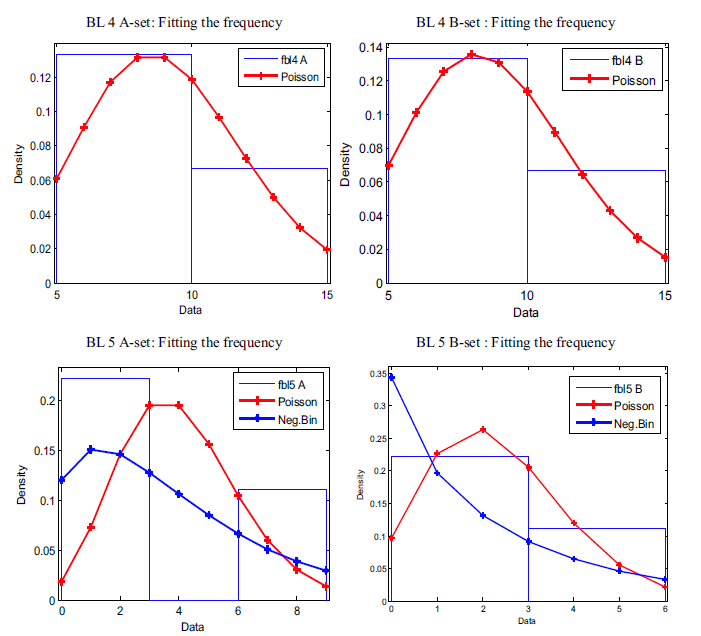 BL 4 A-set: Fitting the frequency
BL 4 B-set : Fitting the frequency
fbl4 A
Poisson
0.12
0.1
0.08
0.06
0.04
0.02
0
Density
5
10
15
Data
fbl4 B
Poisson
0.14
0.12
0.1
0.08
0.06
0.04
0.02
0
Density
5
10
15
Data
BL 5 A-set: Fitting the frequency
BL 5 B-set : Fitting the frequency
fbl5 A
Poisson
Neg.Bin
0.2
0.15
0.1
0.05
0
Density
0
2
4
6
8
Data
fbl5 B
Poisson
Neg.Bin
0.35
0.3
0.25
0.2
0.15
0.1
0.05
0
Density
0
1
2
3
4
5
6
Data